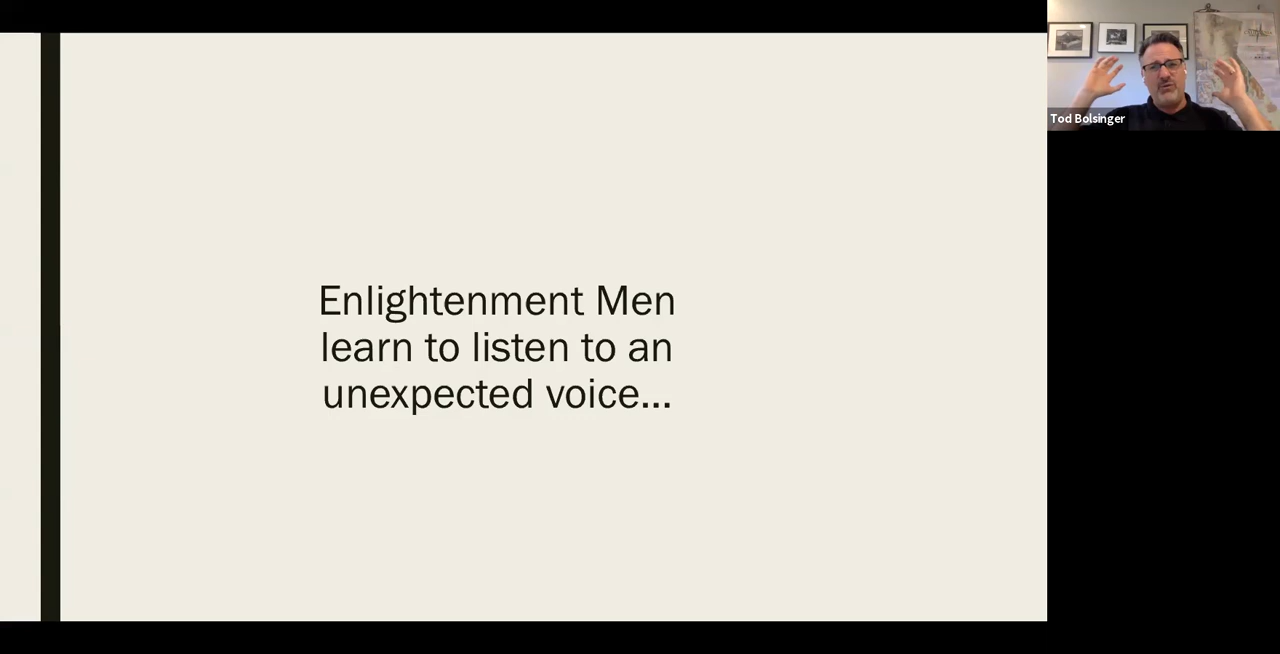 Enlightenment Men
learn to listen to an
unexpected voice...
Tod Bolsinger